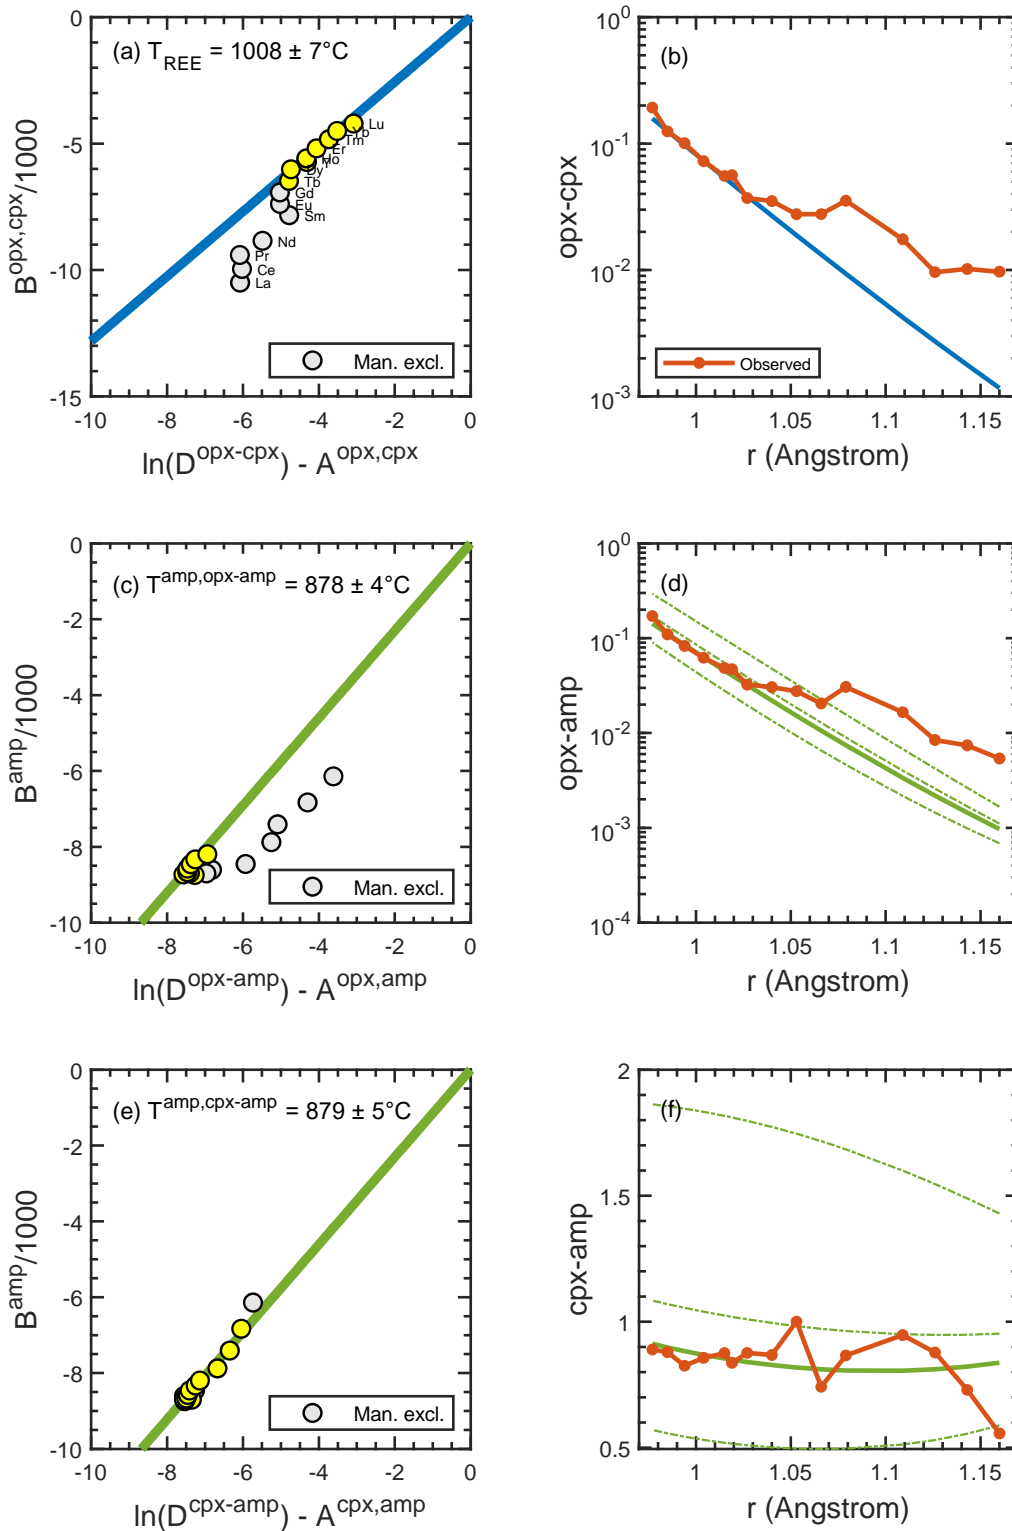 (a) T_REE = 1008 ± 7°C
0
-5
-10
-15
B^opx,cpx/1000
Lu
Yb
Tm
Er
Ho
Y
Dy
Tb
Gd
Eu
Sm
Nd
Pr
Ce
La
Man. excl.
-10 -8 -6 -4 -2 0
ln(D^opx-cpx) - A^opx,cpx
(b)
10^0
10^-1
10^-2
10^-3
opx-cpx
Observed
1 1.05 1.1 1.15
r (Angstrom)
(c) T^amp,opx-amp = 878 ± 4°C
0
-2
-4
-6
-8
-10
B^amp/1000
Man. excl.
-10 -8 -6 -4 -2 0
ln(D^opx-amp) - A^opx,amp
(d)
10^0
10^-1
10^-2
10^-3
10^-4
opx-amp
1 1.05 1.1 1.15
r (Angstrom)
(e) T^amp,cpx-amp = 879 ± 5°C
0
-2
-4
-6
-8
-10
B^amp/1000
Man. excl.
-10 -8 -6 -4 -2 0
ln(D^cpx-amp) - A^cpx,amp
(f)
2
1.5
1
0.5
cpx-amp
1 1.05 1.1 1.15
r (Angstrom)